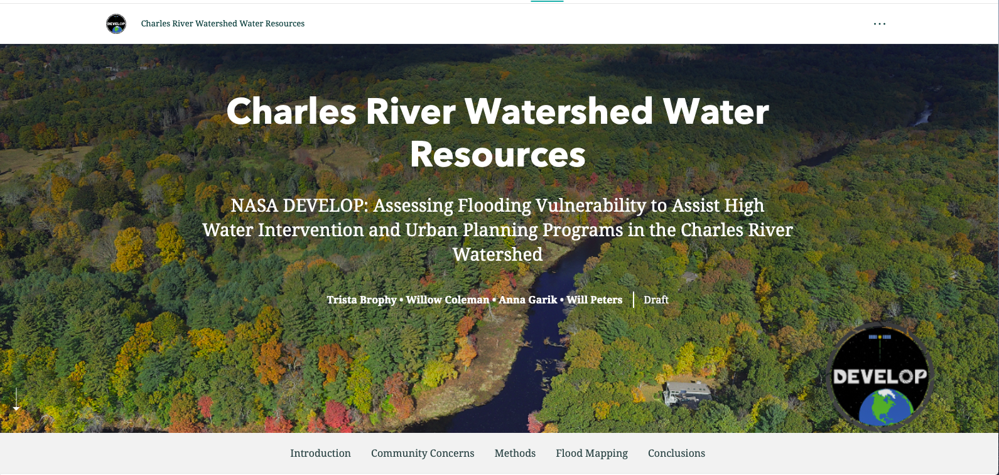 DEVELOP
Charles River Watershed Water Resources
Charles River Watershed Water
Resources
NASA DEVELOP: Assessing Flooding Vulnerability to Assist High
Water Intervention and Urban Planning Programs in the Charles River
Watershed
Trista Brophy • Willow Coleman • Anna Garik • Will Peters | Draft
DEVELOP
Introduction Community Concerns Methods Flood Mapping Conclusions